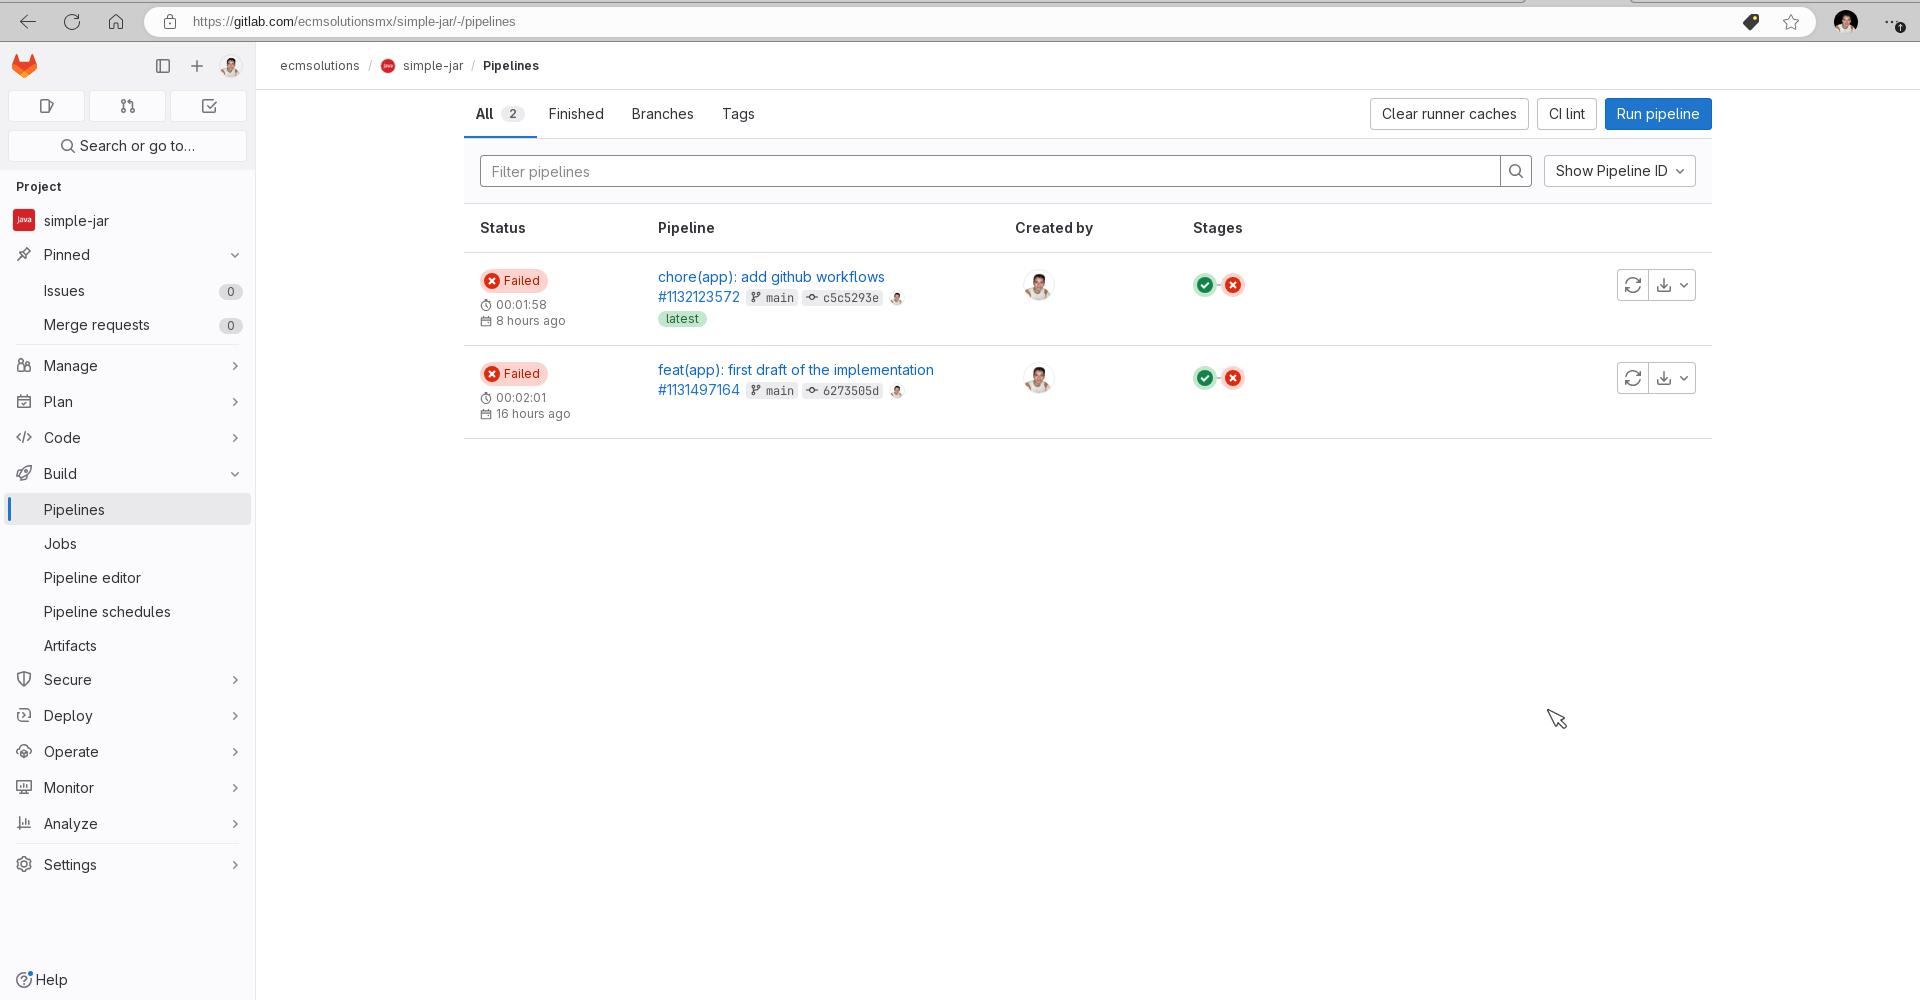 https://gitlab.com/ecmsolutionsmx/simple-jar/-/pipelines
ecmsolutions / simple-jar / Pipelines
Search or go to…
Project
simple-jar
Pinned
Issues 0
Merge requests 0
Manage
Plan
Code
Build
Pipelines
Jobs
Pipeline editor
Pipeline schedules
Artifacts
Secure
Deploy
Operate
Monitor
Analyze
Settings
Help
All 2 Finished Branches Tags
Clear runner caches CI lint Run pipeline
Filter pipelines
Show Pipeline ID
Status Pipeline Created by Stages
Failed
00:01:58
8 hours ago
chore(app): add github workflows
#1132123572 main c5c5293e
latest
Failed
00:02:01
16 hours ago
feat(app): first draft of the implementation
#1131497164 main 6273505d